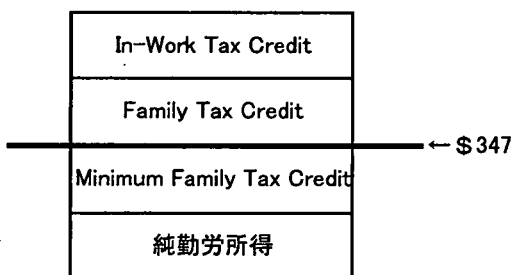 In-Work Tax Credit
Family Tax Credit
←$347
Minimum Family Tax Credit
純勤労所得